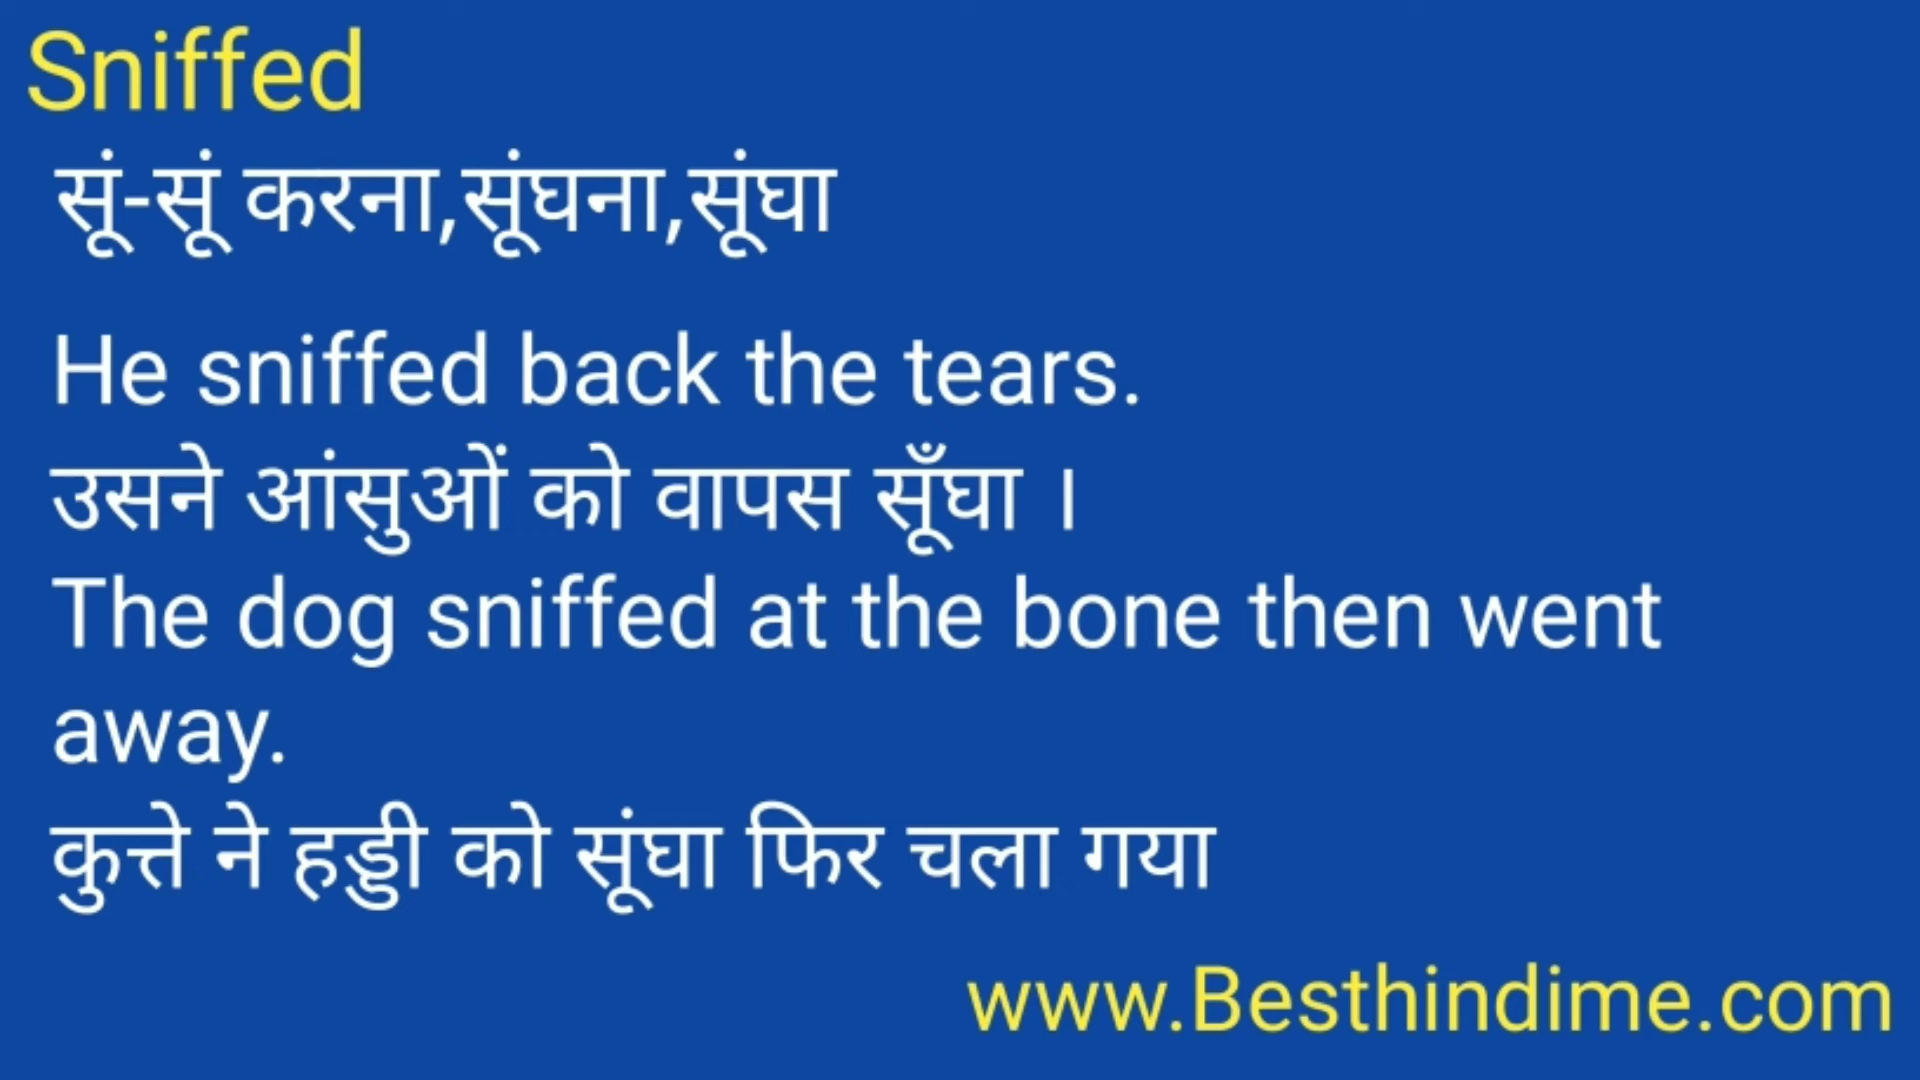 Sniffed
सूं-सूं करना,सूंघना,सूंघा
He sniffed back the tears.
उसने आंसुओं को वापस सूँघा ।
The dog sniffed at the bone then went
away.
कुत्ते ने हड्डी को सूंघा फिर चला गया
www.Besthindime.com